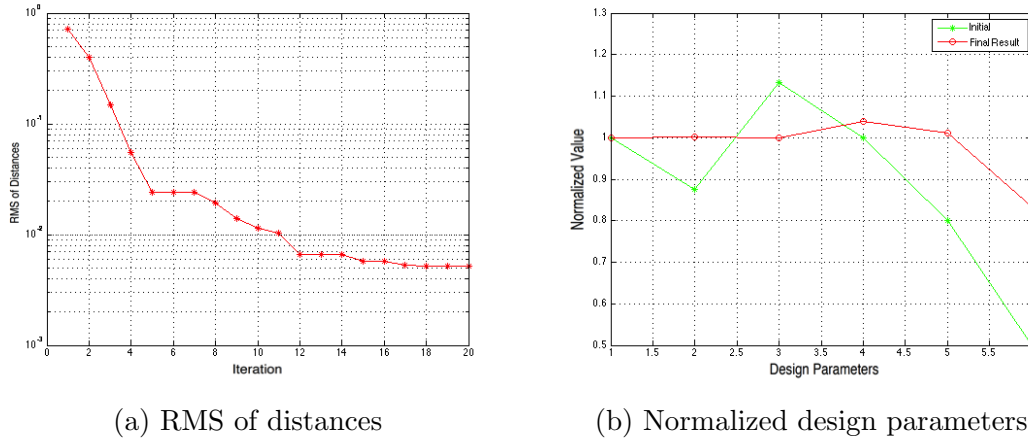 10^0
10^-1
10^-2
10^-3
RMS of Distances
0 2 4 6 8 10 12 14 16 18 20
Iteration
(a) RMS of distances
1.3
1.2
1.1
1
0.9
0.8
0.7
0.6
0.5
Normalized Value
Initial
Final Result
1 1.5 2 2.5 3 3.5 4 4.5 5 5.5
Design Parameters
(b) Normalized design parameters